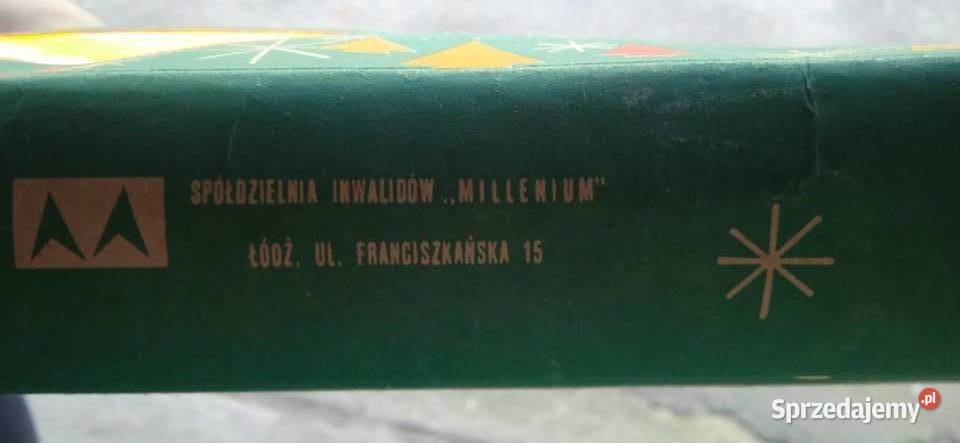 SPÓŁDZIELNIA INWALIDÓW „MILLENIUM"
ŁÓDŹ. UL. FRANCISZKAŃSKA 15
Sprzedajemy.pl